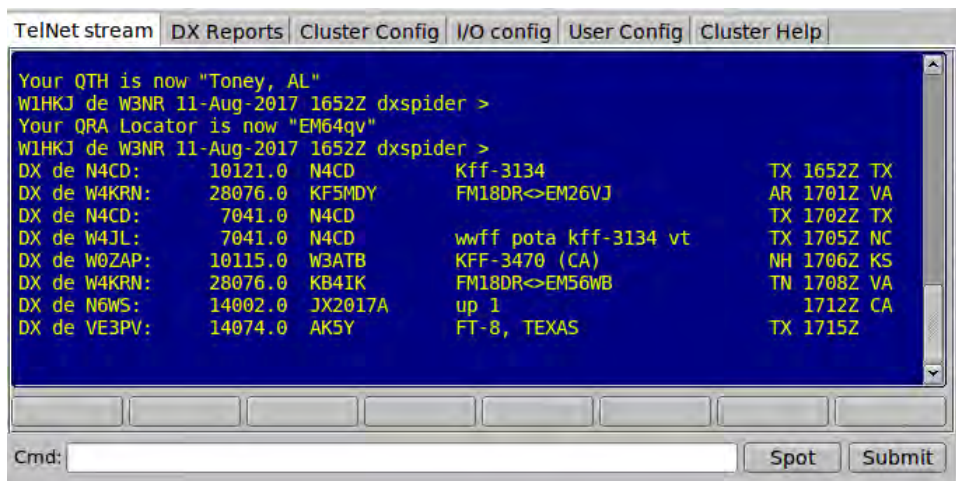 TelNet stream DX Reports Cluster Config I/O config User Config Cluster Help
Your QTH is now "Toney, AL"
W1HKJ de W3NR 11-Aug-2017 1652Z dxspider >
Your QRA Locator is now "EM64qv"
W1HKJ de W3NR 11-Aug-2017 1652Z dxspider >
DX de N4CD: 10121.0 N4CD Kff-3134 TX 1652Z TX
DX de W4KRN: 28076.0 KF5MDY FM18DR<>EM26VJ AR 1701Z VA
DX de N4CD: 7041.0 N4CD TX 1702Z TX
DX de W4JL: 7041.0 N4CD wwff pota kff-3134 vt TX 1705Z NC
DX de W0ZAP: 10115.0 W3ATB KFF-3470 (CA) NH 1706Z KS
DX de W4KRN: 28076.0 KB4IK FM18DR<>EM56WB TN 1708Z VA
DX de N6WS: 14002.0 JX2017A up 1 1712Z CA
DX de VE3PV: 14074.0 AK5Y FT-8, TEXAS TX 1715Z
Cmd: Spot Submit